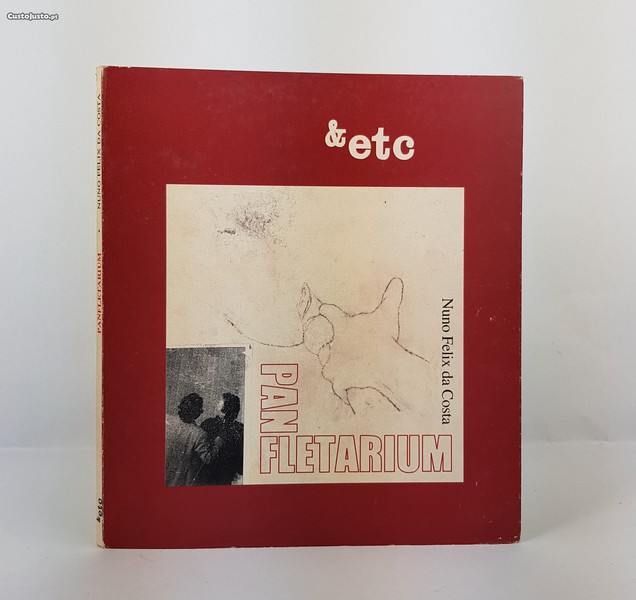 CustoJusto.pt
&etc
Nuno Felix da Costa
PAN
FLETARIUM
PANFLETARIUM • NUNO FELIX DA COSTA
&etc